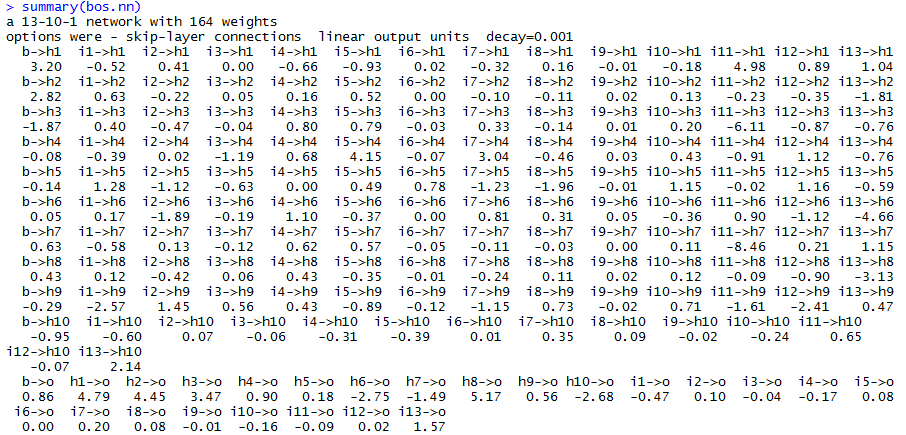 > summary(bos.nn)
a 13-10-1 network with 164 weights
options were - skip-layer connections  linear output units  decay=0.001
  b->h1  i1->h1  i2->h1  i3->h1  i4->h1  i5->h1  i6->h1  i7->h1  i8->h1  i9->h1 i10->h1 i11->h1 i12->h1 i13->h1
   3.20   -0.52    0.41    0.00   -0.66   -0.93    0.02   -0.32    0.16   -0.01   -0.18    4.98    0.89    1.04
  b->h2  i1->h2  i2->h2  i3->h2  i4->h2  i5->h2  i6->h2  i7->h2  i8->h2  i9->h2 i10->h2 i11->h2 i12->h2 i13->h2
   2.82    0.63   -0.22    0.05    0.16    0.52    0.00   -0.10   -0.11    0.02    0.13   -0.23   -0.35   -1.81
  b->h3  i1->h3  i2->h3  i3->h3  i4->h3  i5->h3  i6->h3  i7->h3  i8->h3  i9->h3 i10->h3 i11->h3 i12->h3 i13->h3
  -1.87    0.40   -0.47   -0.04    0.80    0.79   -0.03    0.33   -0.14    0.01    0.20   -6.11   -0.87   -0.76
  b->h4  i1->h4  i2->h4  i3->h4  i4->h4  i5->h4  i6->h4  i7->h4  i8->h4  i9->h4 i10->h4 i11->h4 i12->h4 i13->h4
  -0.08   -0.39    0.02   -1.19    0.68    4.15   -0.07    3.04   -0.46    0.03    0.43   -0.91    1.12   -0.76
  b->h5  i1->h5  i2->h5  i3->h5  i4->h5  i5->h5  i6->h5  i7->h5  i8->h5  i9->h5 i10->h5 i11->h5 i12->h5 i13->h5
  -0.14    1.28   -1.12   -0.63    0.00    0.49    0.78   -1.23   -1.96   -0.01    1.15   -0.02    1.16   -0.59
  b->h6  i1->h6  i2->h6  i3->h6  i4->h6  i5->h6  i6->h6  i7->h6  i8->h6  i9->h6 i10->h6 i11->h6 i12->h6 i13->h6
   0.05    0.17   -1.89   -0.19    1.10   -0.37    0.00    0.81    0.31    0.05   -0.36    0.90   -1.12   -4.66
  b->h7  i1->h7  i2->h7  i3->h7  i4->h7  i5->h7  i6->h7  i7->h7  i8->h7  i9->h7 i10->h7 i11->h7 i12->h7 i13->h7
   0.63   -0.58    0.13   -0.12    0.62    0.57   -0.05   -0.11   -0.03    0.00    0.11   -8.46    0.21    1.15
  b->h8  i1->h8  i2->h8  i3->h8  i4->h8  i5->h8  i6->h8  i7->h8  i8->h8  i9->h8 i10->h8 i11->h8 i12->h8 i13->h8
   0.43    0.12   -0.42    0.06    0.43   -0.35   -0.01   -0.24    0.11    0.02    0.12   -0.09   -0.90   -3.13
  b->h9  i1->h9  i2->h9  i3->h9  i4->h9  i5->h9  i6->h9  i7->h9  i8->h9  i9->h9 i10->h9 i11->h9 i12->h9 i13->h9
  -0.29   -2.57    1.45    0.56    0.43   -0.89   -0.12   -1.15    0.73   -0.02    0.71   -1.61   -2.41    0.47
  b->h10  i1->h10  i2->h10  i3->h10  i4->h10  i5->h10  i6->h10  i7->h10  i8->h10  i9->h10 i10->h10 i11->h10
   -0.95    -0.60     0.07    -0.06    -0.31    -0.39     0.01     0.35     0.09    -0.02    -0.24     0.65
i12->h10 i13->h10
   -0.07     2.14
  b->o  h1->o  h2->o  h3->o  h4->o  h5->o  h6->o  h7->o  h8->o  h9->o h10->o  i1->o  i2->o  i3->o  i4->o  i5->o
  0.86   4.79   4.45   3.47   0.90   0.18  -2.75  -1.49   5.17   0.56  -2.68  -0.47   0.10  -0.04  -0.17   0.08
 i6->o  i7->o  i8->o  i9->o i10->o i11->o i12->o i13->o
  0.00   0.20   0.08  -0.01  -0.16  -0.09   0.02   1.57